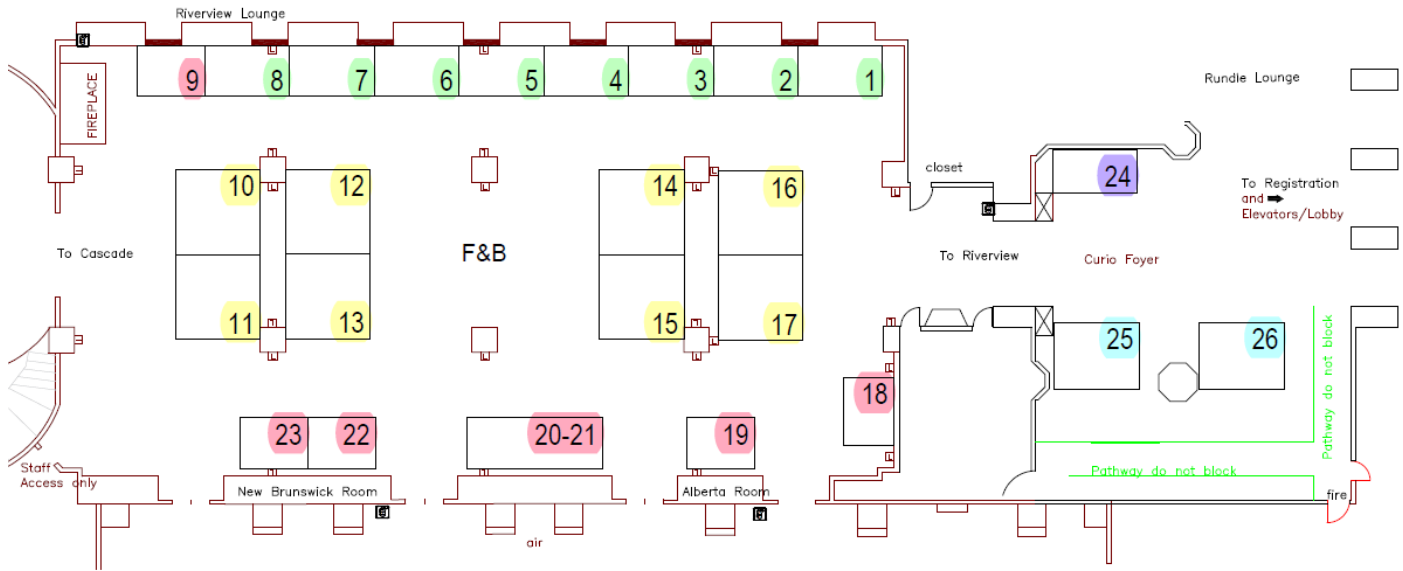 Riverview Lounge
FIREPLACE
9
8
7
6
5
4
3
2
1
Rundle Lounge
closet
24
To Registration
and
Elevators/Lobby
10
12
14
16
To Cascade
F&B
To Riverview
Curio Foyer
11
13
15
17
25
26
Pathway do not block
18
23
22
20-21
19
Staff
Access only
New Brunswick Room
Alberta Room
Pathway do not block
fire
air